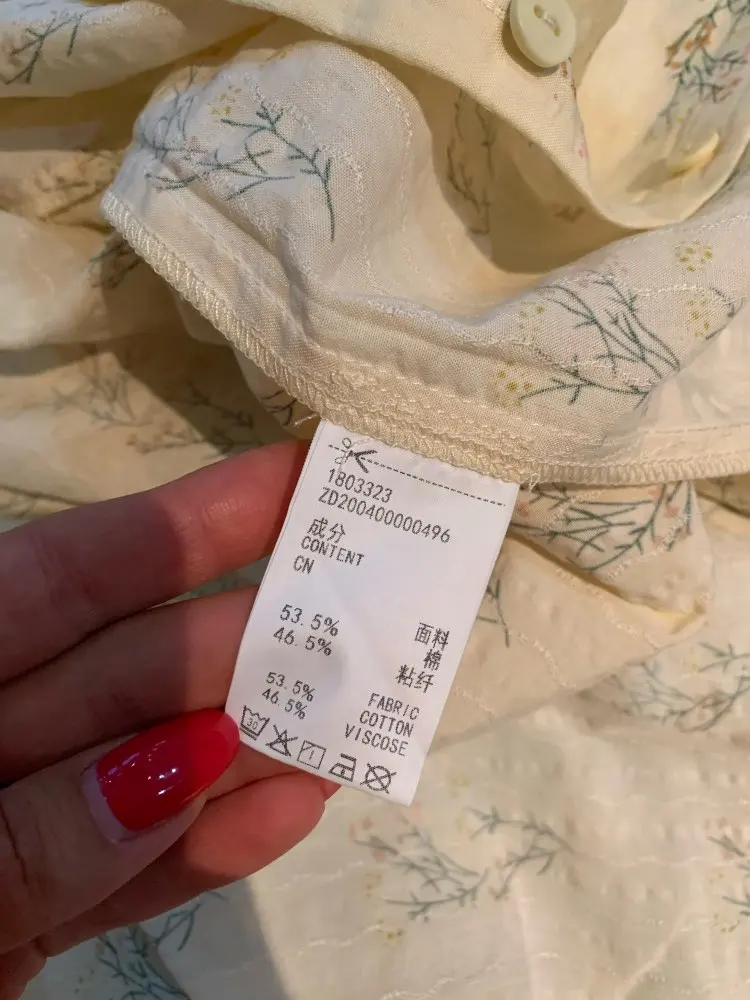 1803323
ZD200400000496
成分
CONTENT
CN
面料
53.5% 棉
46.5% 粘纤
FABRIC
53.5% COTTON
46.5% VISCOSE
30